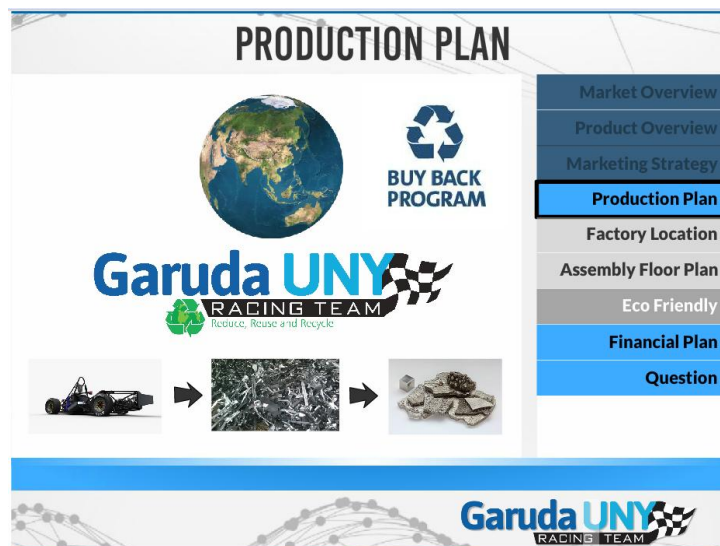 PRODUCTION PLAN
BUY BACK
PROGRAM
Garuda UNY
RACING TEAM
Reduce, Reuse and Recycle
Market Overview
Product Overview
Marketing Strategy
Production Plan
Factory Location
Assembly Floor Plan
Eco Friendly
Financial Plan
Question
Garuda UNY
RACING TEAM